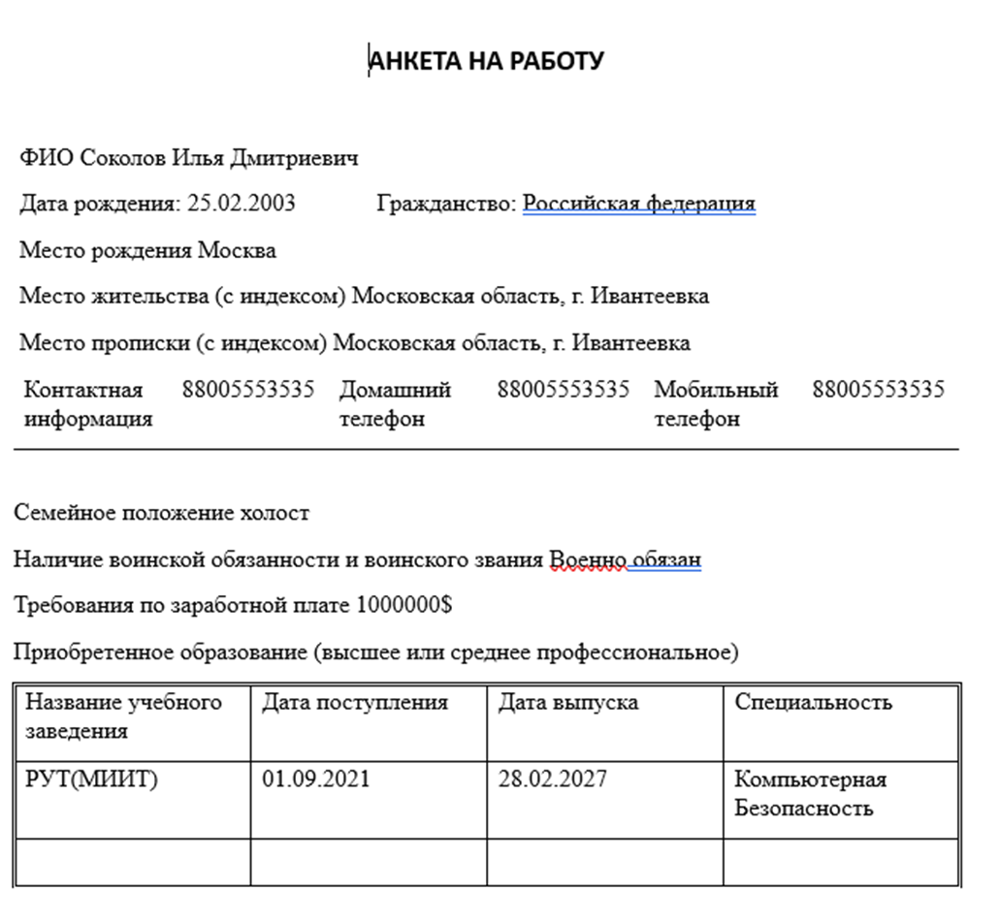 АНКЕТА НА РАБОТУ
ФИО Соколов Илья Дмитриевич
Дата рождения: 25.02.2003 Гражданство: Российская федерация
Место рождения Москва
Место жительства (с индексом) Московская область, г. Ивантеевка
Место прописки (с индексом) Московская область, г. Ивантеевка
Контактная 88005553535 Домашний 88005553535 Мобильный 88005553535
информация телефон телефон
Семейное положение холост
Наличие воинской обязанности и воинского звания Военно обязан
Требования по заработной плате 1000000$
Приобретенное образование (высшее или среднее профессиональное)
Название учебного Дата поступления Дата выпуска Специальность
заведения
РУТ(МИИТ) 01.09.2021 28.02.2027 Компьютерная
Безопасность